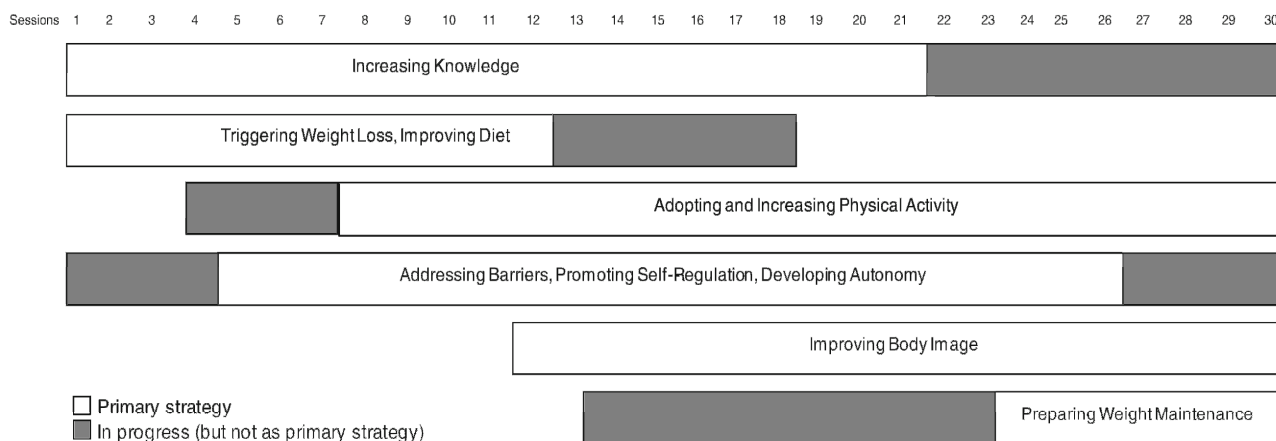 Sessions 1 2 3 4 5 6 7 8 9 10 11 12 13 14 15 16 17 18 19 20 21 22 23 24 25 26 27 28 29 30
Increasing Knowledge
Triggering Weight Loss, Improving Diet
Adopting and Increasing Physical Activity
Addressing Barriers, Promoting Self-Regulation, Developing Autonomy
Improving Body Image
Preparing Weight Maintenance
Primary strategy
In progress (but not as primary strategy)